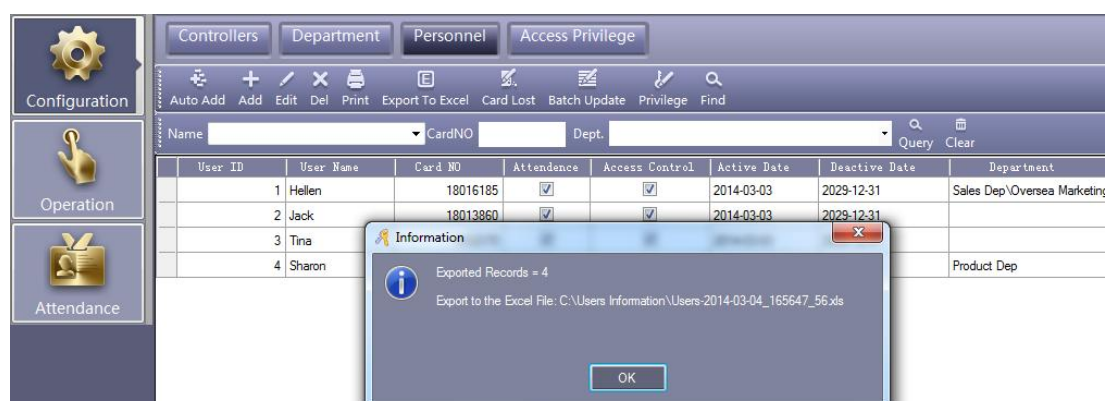 Controllers Department Personnel Access Privilege
Configuration
Auto Add Add Edit Del Print Export To Excel Card Lost Batch Update Privilege Find
Name CardNO Dept. Query Clear
User ID User Name Card NO Attendence Access Control Active Date Deactive Date Department
1 Hellen 18016185 2014-03-03 2029-12-31 Sales Dep\Oversea Marketing
2 Jack 18013860 2014-03-03 2029-12-31
3 Tina
4 Sharon Product Dep
Operation
Attendance
Information
Exported Records = 4
Export to the Excel File: C:\Users Information\Users-2014-03-04_165647_56.xls
OK